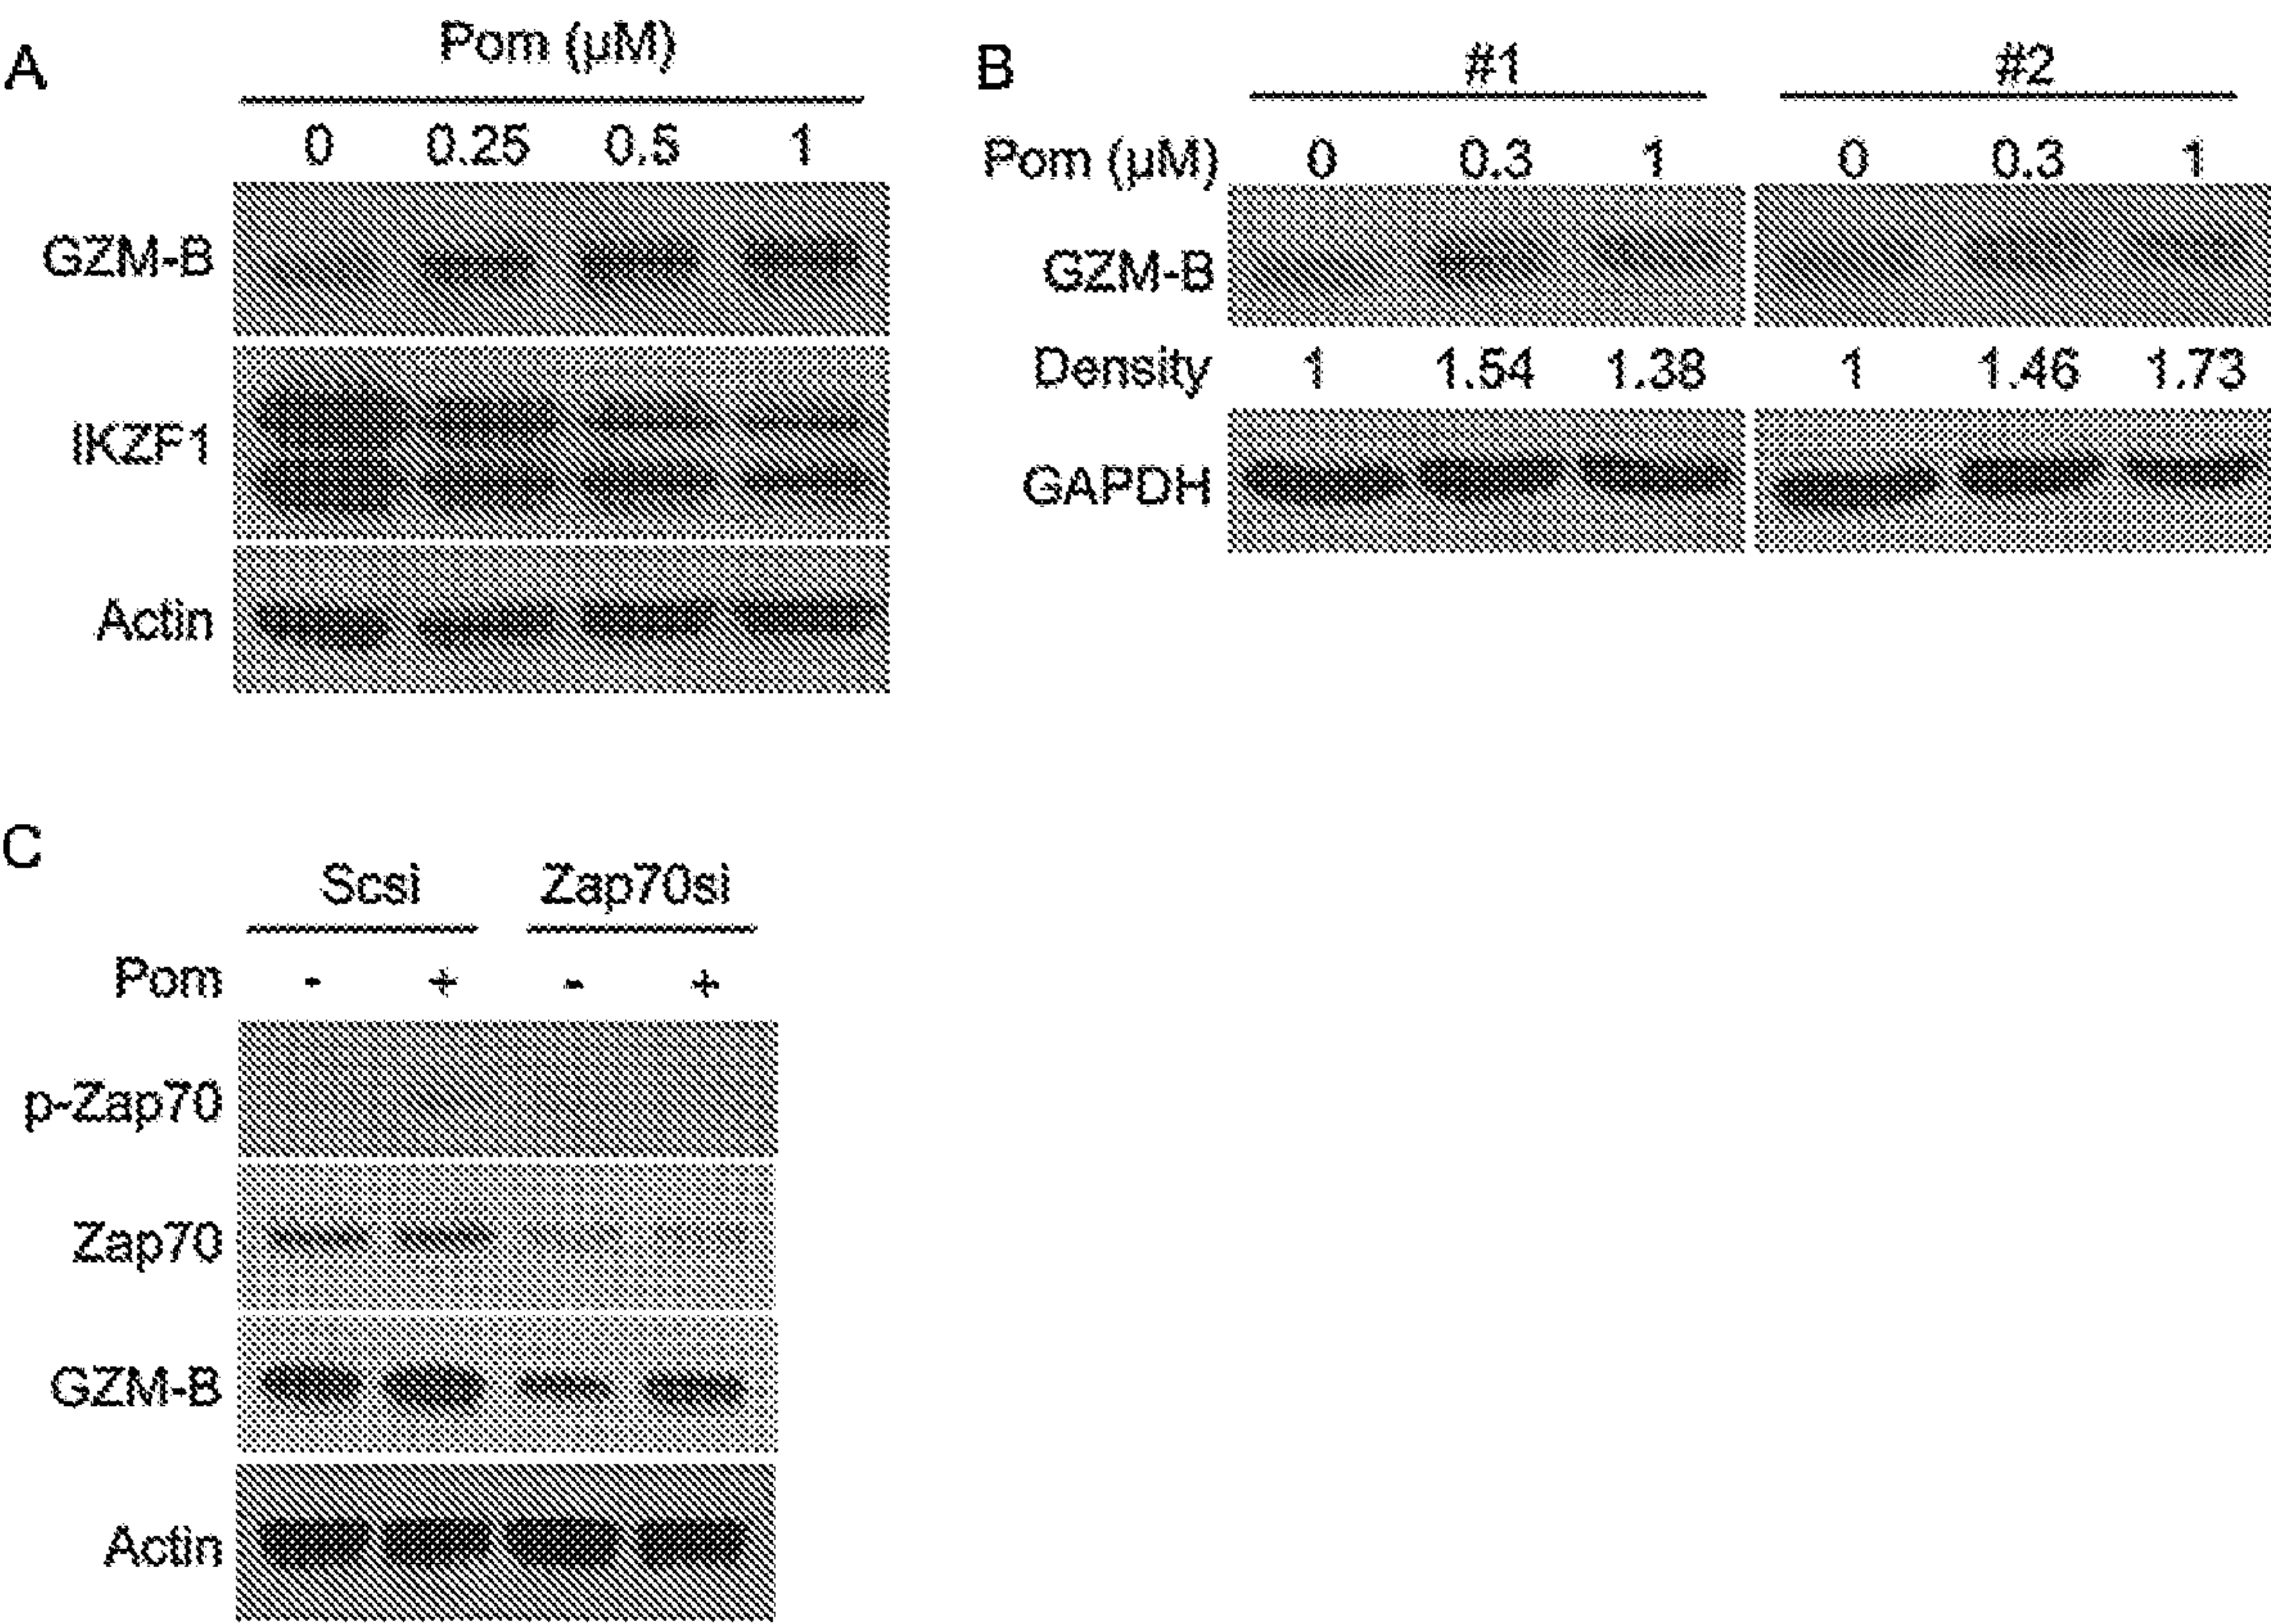 A
Pom (µM)
0 0.25 0.5 1
GZM-B
IKZF1
Actin
B
#1 #2
Pom (µM) 0 0.3 1 0 0.3 1
GZM-B
Density 1 1.54 1.38 1 1.46 1.73
GAPDH
C
Scsi Zap70si
Pom - + - +
p-Zap70
Zap70
GZM-B
Actin